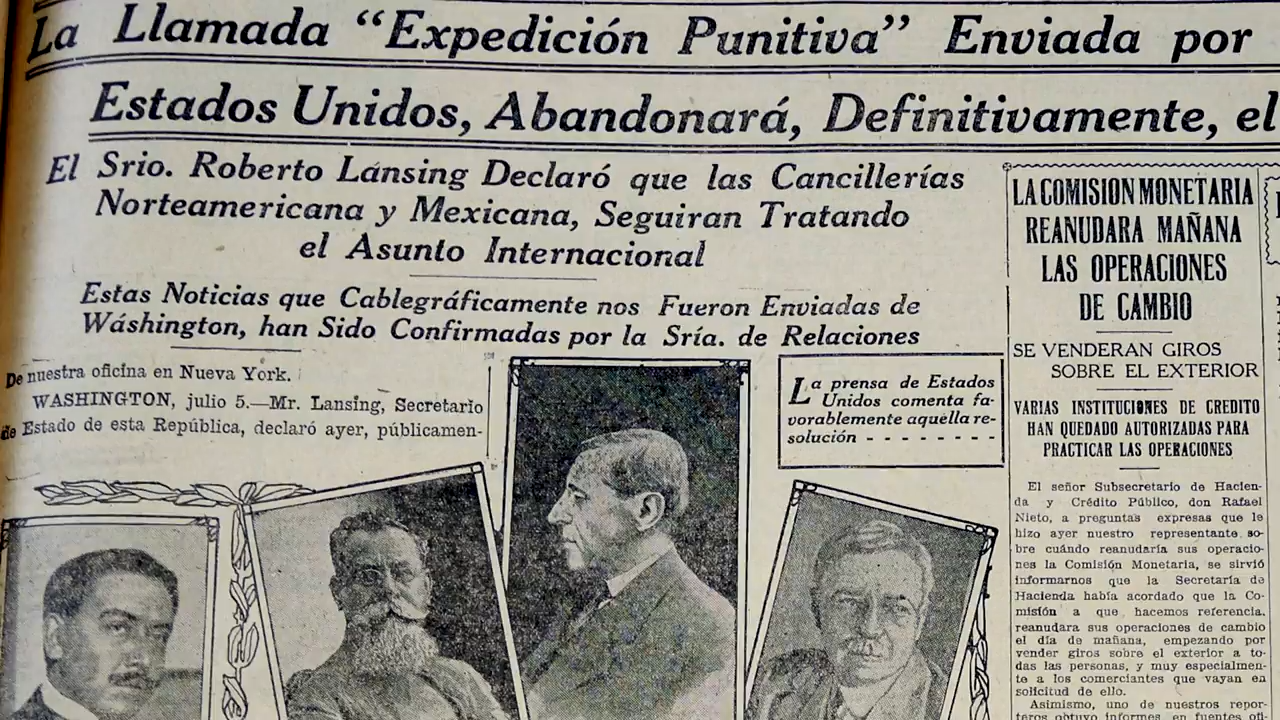 La Llamada “Expedición Punitiva” Enviada por
Estados Unidos, Abandonará, Definitivamente, el
El Srio. Roberto Lánsing Declaró que las Cancillerías
Norteamericana y Mexicana, Seguiran Tratando
el Asunto Internacional
Estas Noticias que Cablegráficamente nos Fueron Enviadas de
Wáshington, han Sido Confirmadas por la Sría. de Relaciones
De nuestra oficina en Nueva York.
WASHINGTON, julio 5.—Mr. Lansing, Secretario
de Estado de esta República, declaró ayer, públicamen-
La prensa de Estados
Unidos comenta fa-
vorablemente aquella re-
solución - - - - - - - -
LA COMISION MONETARIA
REANUDARA MAÑANA
LAS OPERACIONES
DE CAMBIO
SE VENDERAN GIROS
SOBRE EL EXTERIOR
VARIAS INSTITUCIONES DE CREDITO
HAN QUEDADO AUTORIZADAS PARA
PRACTICAR LAS OPERACIONES
El señor Subsecretario de Hacien-
da y Crédito Público, don Rafael
Nieto, a preguntas expresas que le
hizo ayer nuestro representante so-
bre cuándo reanudaría sus operacio-
nes la Comisión Monetaria, se sirvió
informarnos que la Secretaría de
Hacienda había acordado que la Co-
misión a que hacemos referencia,
reanudara sus operaciones de cambio
el día de mañana, empezando por
vender giros sobre el exterior a to-
das las personas, y muy especialmen-
te a los comerciantes que vayan en
solicitud de ello.
Asimismo, uno de nuestros repor-
teros obtuvo informes en fuentes ofi-